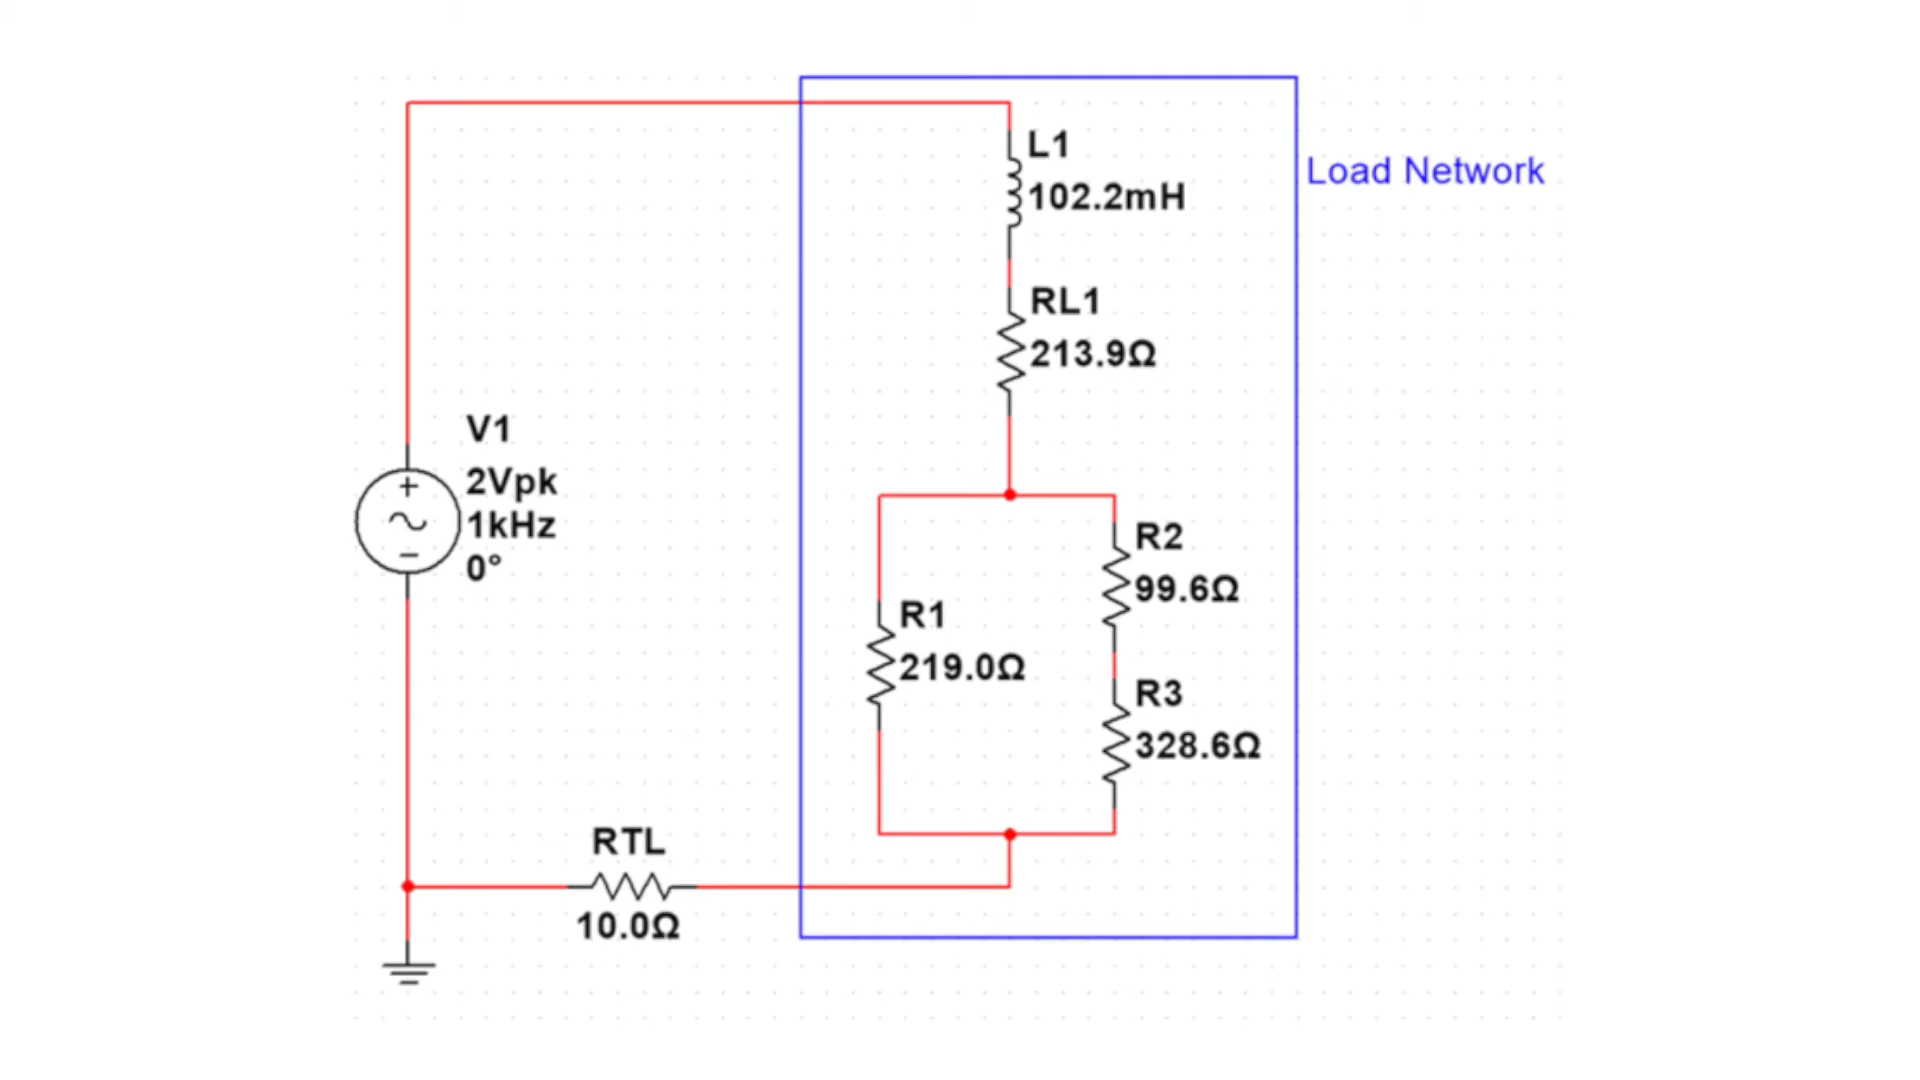 L1
102.2mH
Load Network
RL1
213.9Ω
V1
2Vpk
1kHz
0°
R2
99.6Ω
R1
219.0Ω
R3
328.6Ω
RTL
10.0Ω